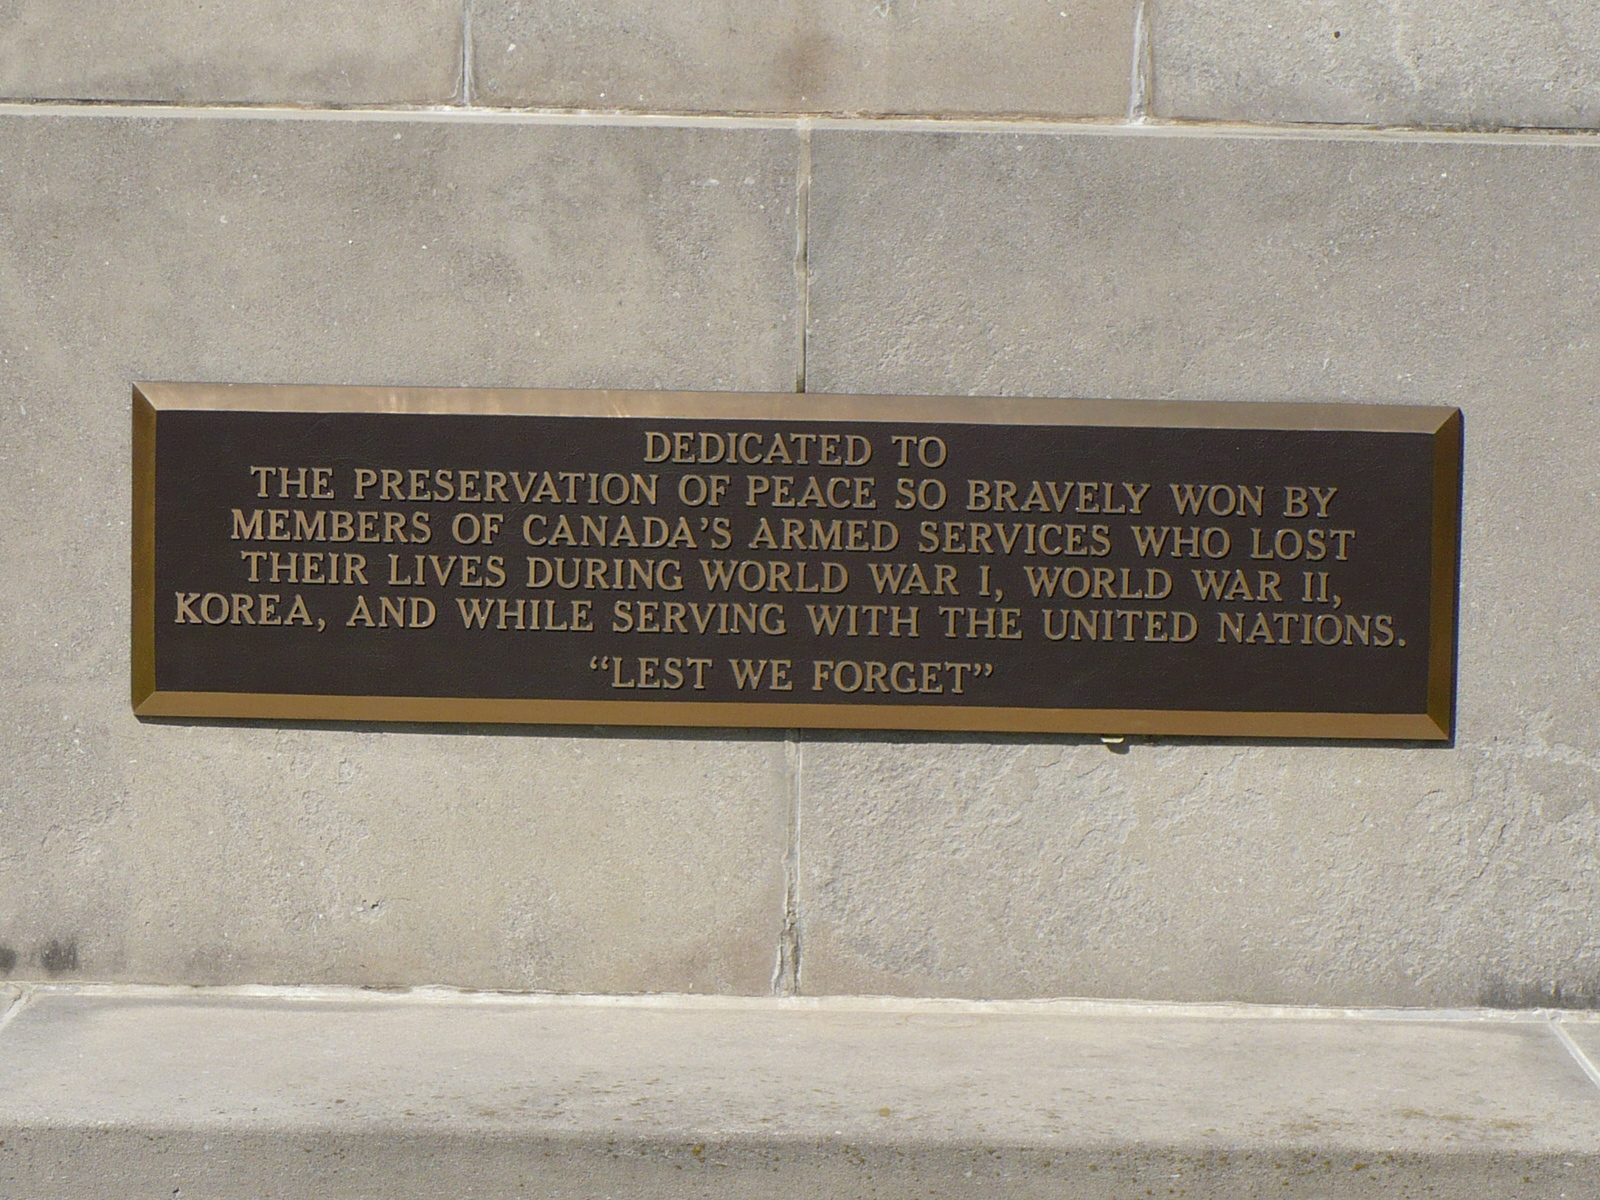 DEDICATED TO
THE PRESERVATION OF PEACE SO BRAVELY WON BY
MEMBERS OF CANADA'S ARMED SERVICES WHO LOST
THEIR LIVES DURING WORLD WAR I, WORLD WAR II,
KOREA, AND WHILE SERVING WITH THE UNITED NATIONS.
“LEST WE FORGET”